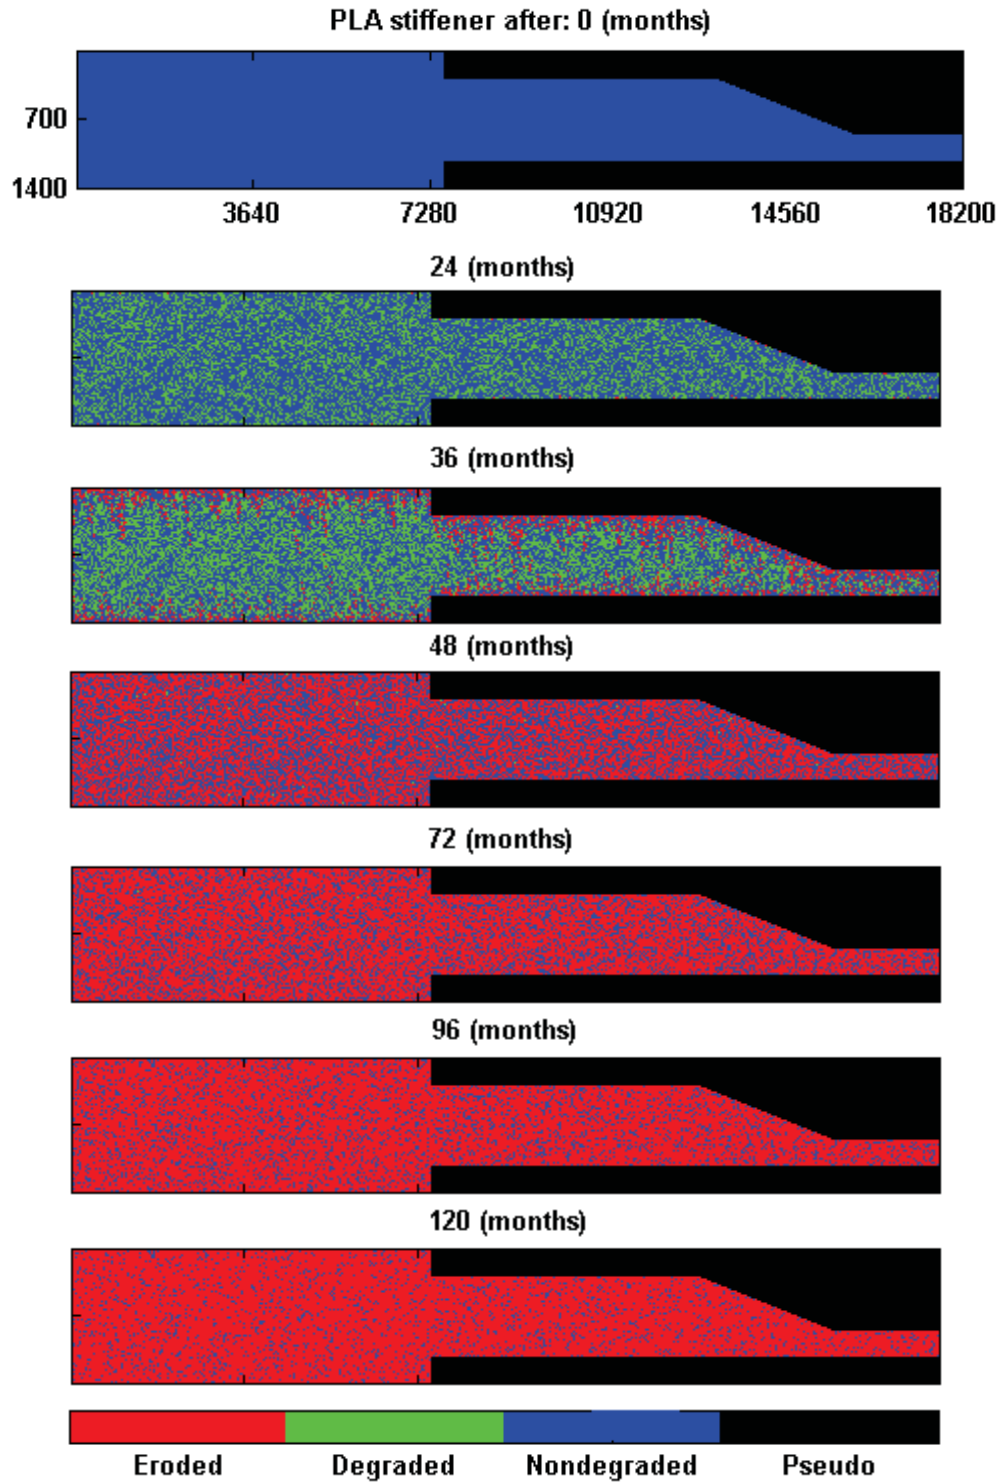 PLA stiffener after: 0 (months)
700
1400
3640 7280 10920 14560 18200
24 (months)
36 (months)
48 (months)
72 (months)
96 (months)
120 (months)
Eroded Degraded Nondegraded Pseudo